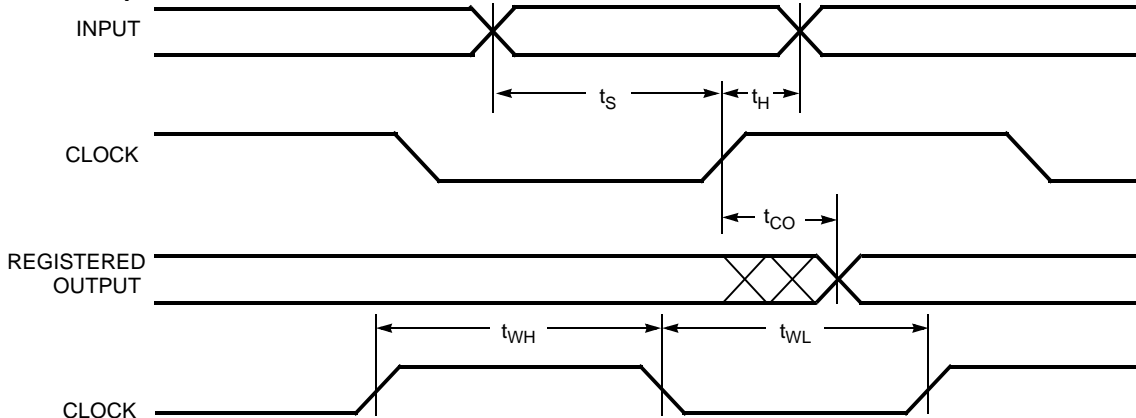 INPUT
t_S
t_H
CLOCK
t_CO
REGISTERED
OUTPUT
t_WH
t_WL
CLOCK